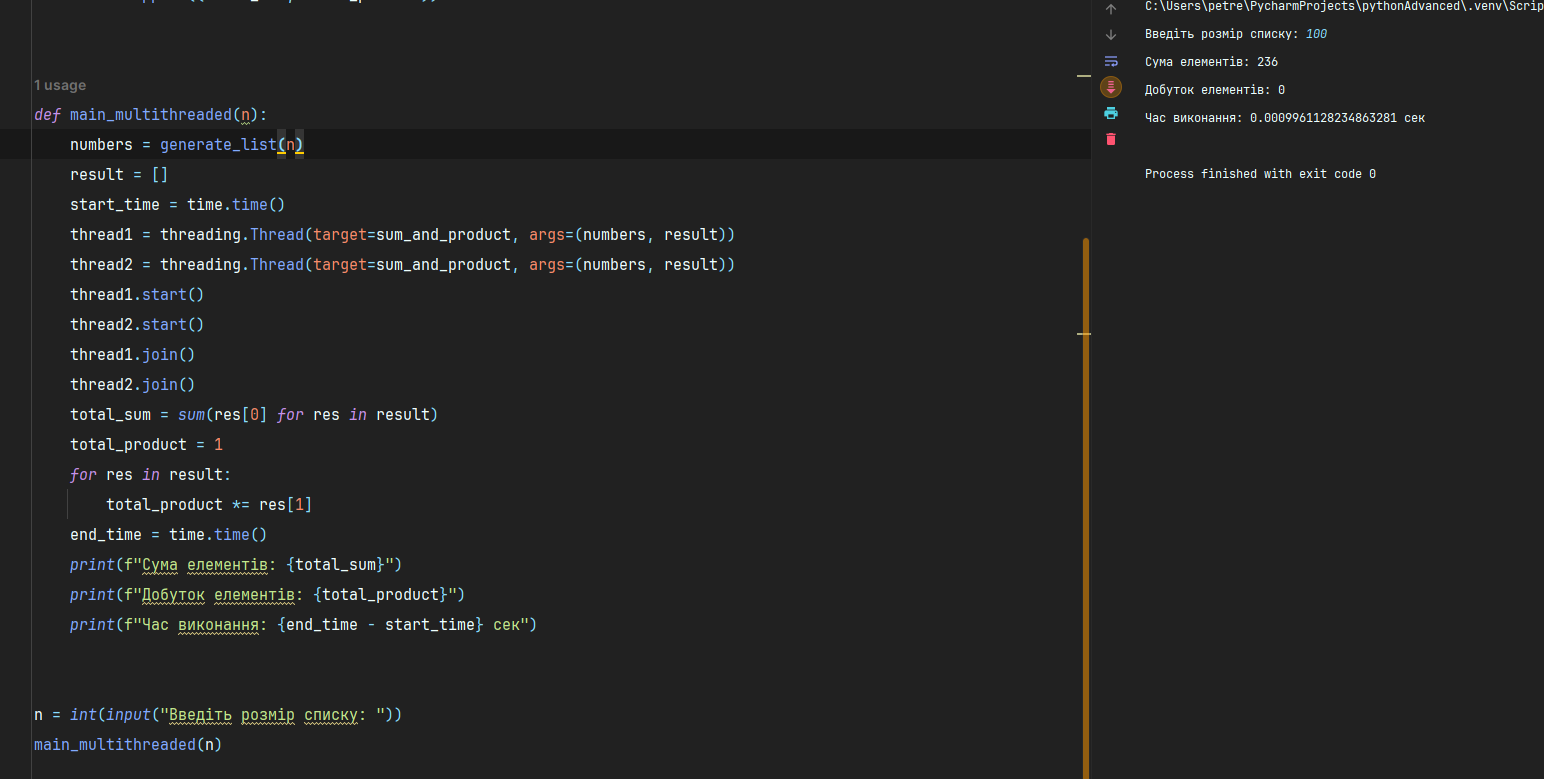 1 usage
def main_multithreaded(n):
    numbers = generate_list(n)
    result = []
    start_time = time.time()
    thread1 = threading.Thread(target=sum_and_product, args=(numbers, result))
    thread2 = threading.Thread(target=sum_and_product, args=(numbers, result))
    thread1.start()
    thread2.start()
    thread1.join()
    thread2.join()
    total_sum = sum(res[0] for res in result)
    total_product = 1
    for res in result:
        total_product *= res[1]
    end_time = time.time()
    print(f"Сума елементів: {total_sum}")
    print(f"Добуток елементів: {total_product}")
    print(f"Час виконання: {end_time - start_time} сек")
n = int(input("Введіть розмір списку: "))
main_multithreaded(n)
C:\Users\petre\PycharmProjects\pythonAdvanced\.venv\Scrip
Введіть розмір списку: 100
Сума елементів: 236
Добуток елементів: 0
Час виконання: 0.0009961128234863281 сек
Process finished with exit code 0